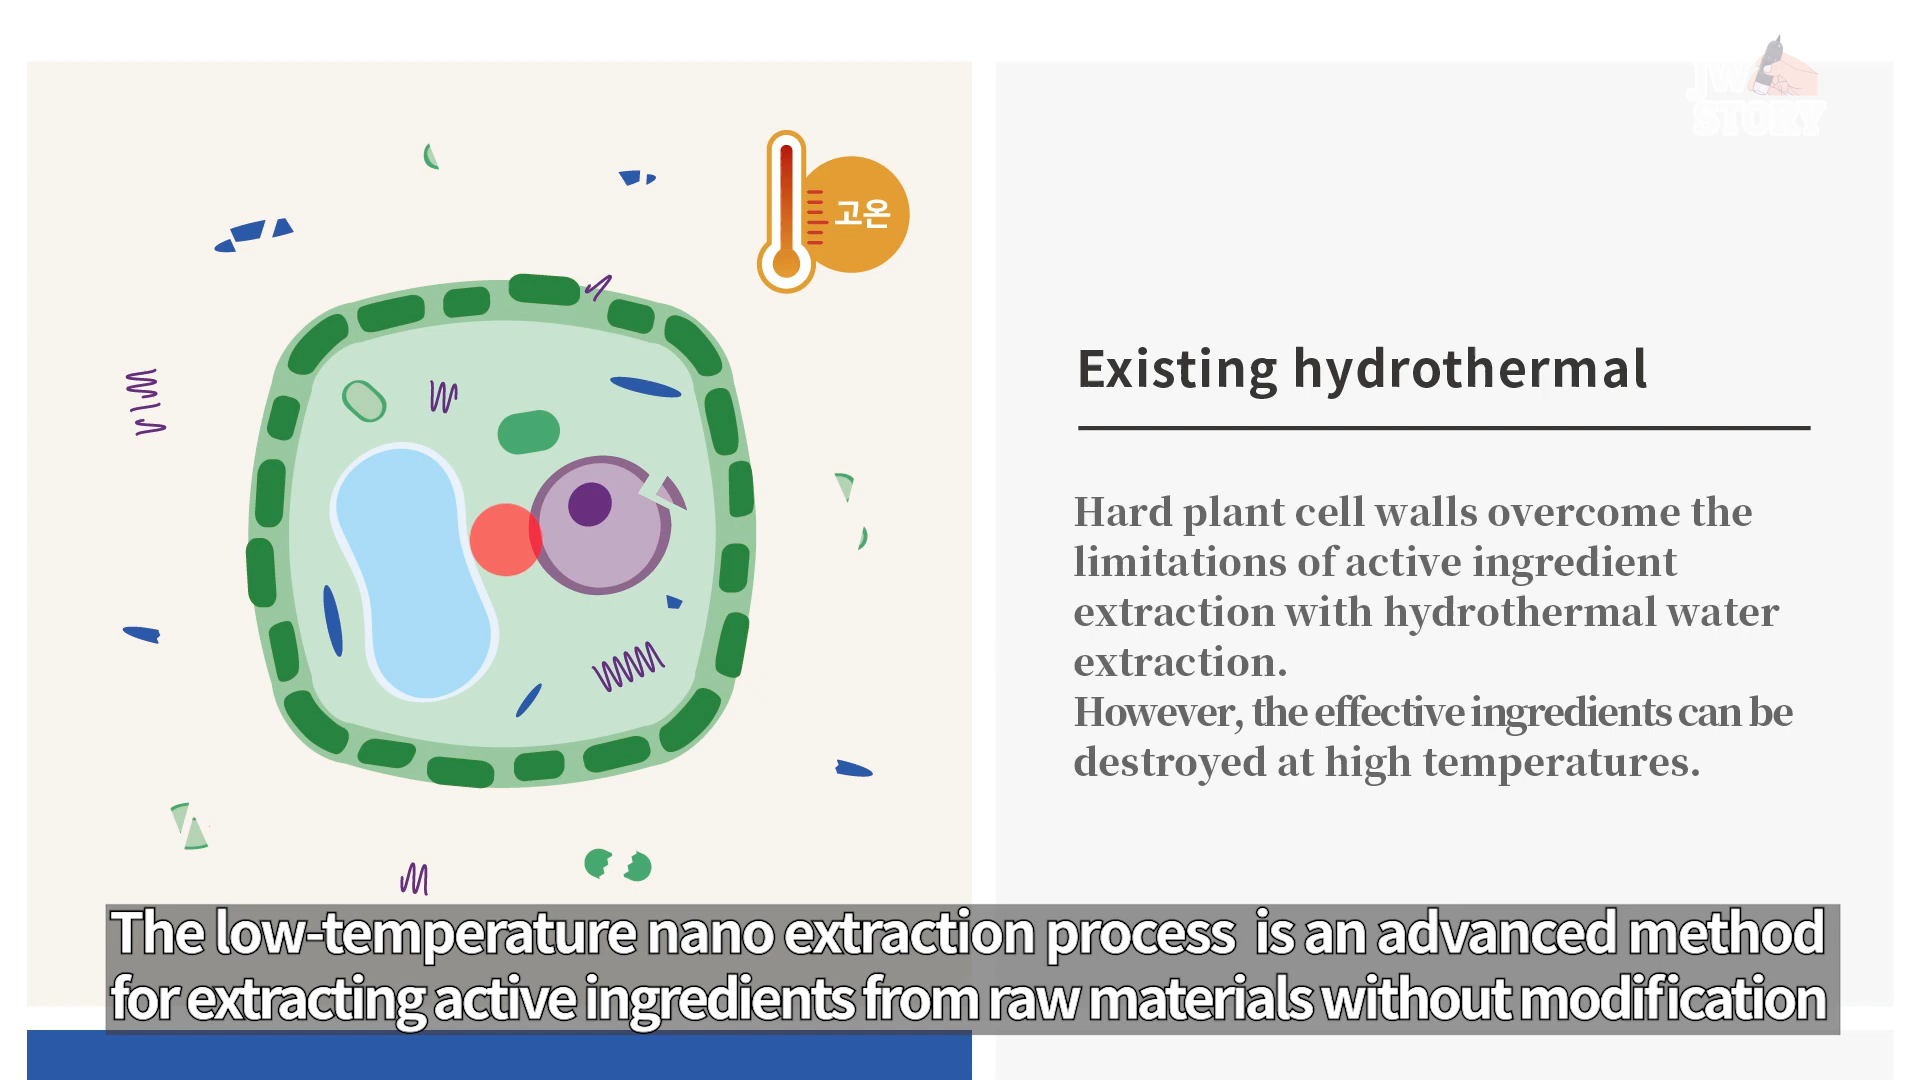 JW
STORY
고온
Existing hydrothermal
Hard plant cell walls overcome the
limitations of active ingredient
extraction with hydrothermal water
extraction.
However, the effective ingredients can be
destroyed at high temperatures.
The low-temperature nano extraction process is an advanced method
for extracting active ingredients from raw materials without modification